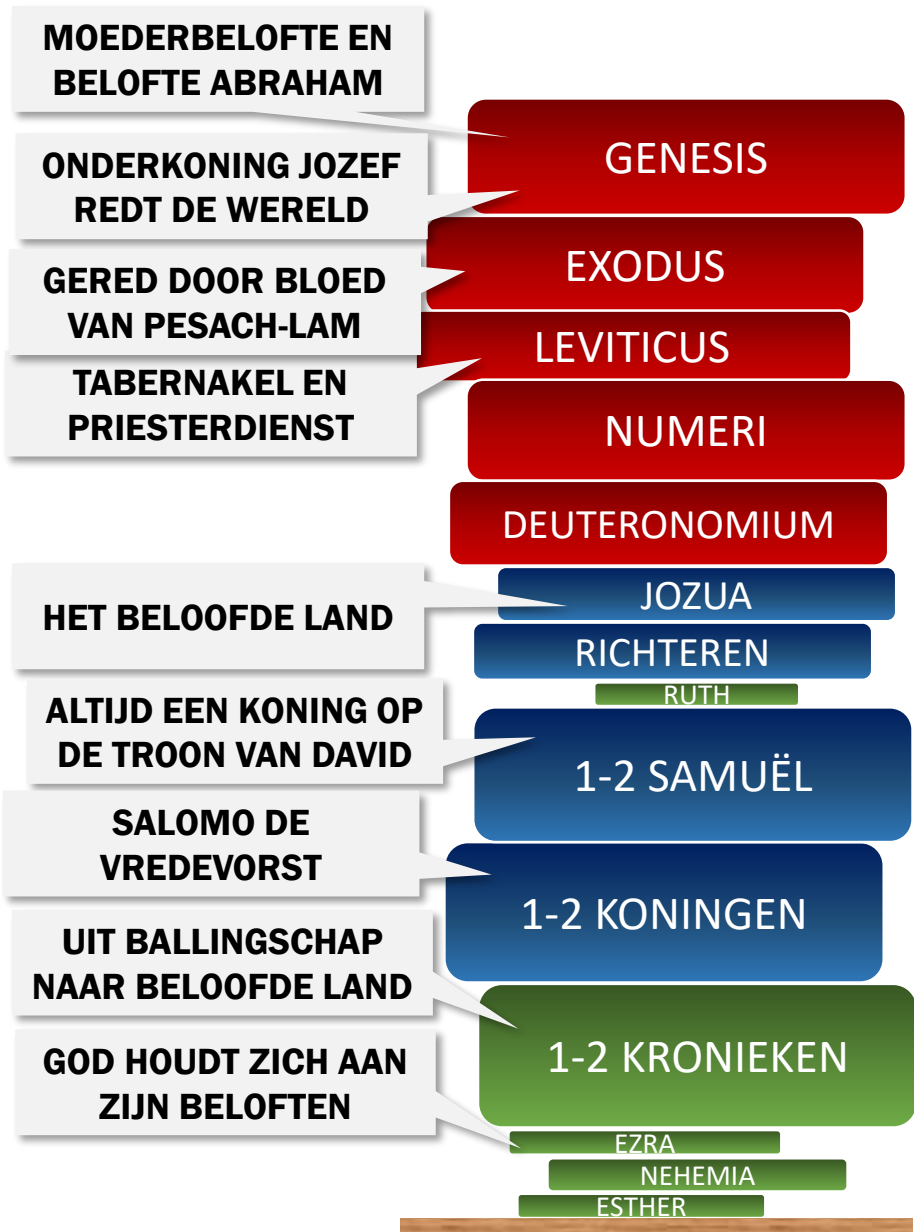 MOEDERBELOFTE EN
BELOFTE ABRAHAM
GENESIS
ONDERKONING JOZEF
REDT DE WERELD
EXODUS
GERED DOOR BLOED
VAN PESACH-LAM
LEVITICUS
TABERNAKEL EN
PRIESTERDIENST
NUMERI
DEUTERONOMIUM
HET BELOOFDE LAND
JOZUA
RICHTEREN
RUTH
ALTIJD EEN KONING OP
DE TROON VAN DAVID
1-2 SAMUËL
SALOMO DE
VREDEVORST
1-2 KONINGEN
UIT BALLINGSCHAP
NAAR BELOOFDE LAND
1-2 KRONIEKEN
GOD HOUDT ZICH AAN
ZIJN BELOFTEN
EZRA
NEHEMIA
ESTHER